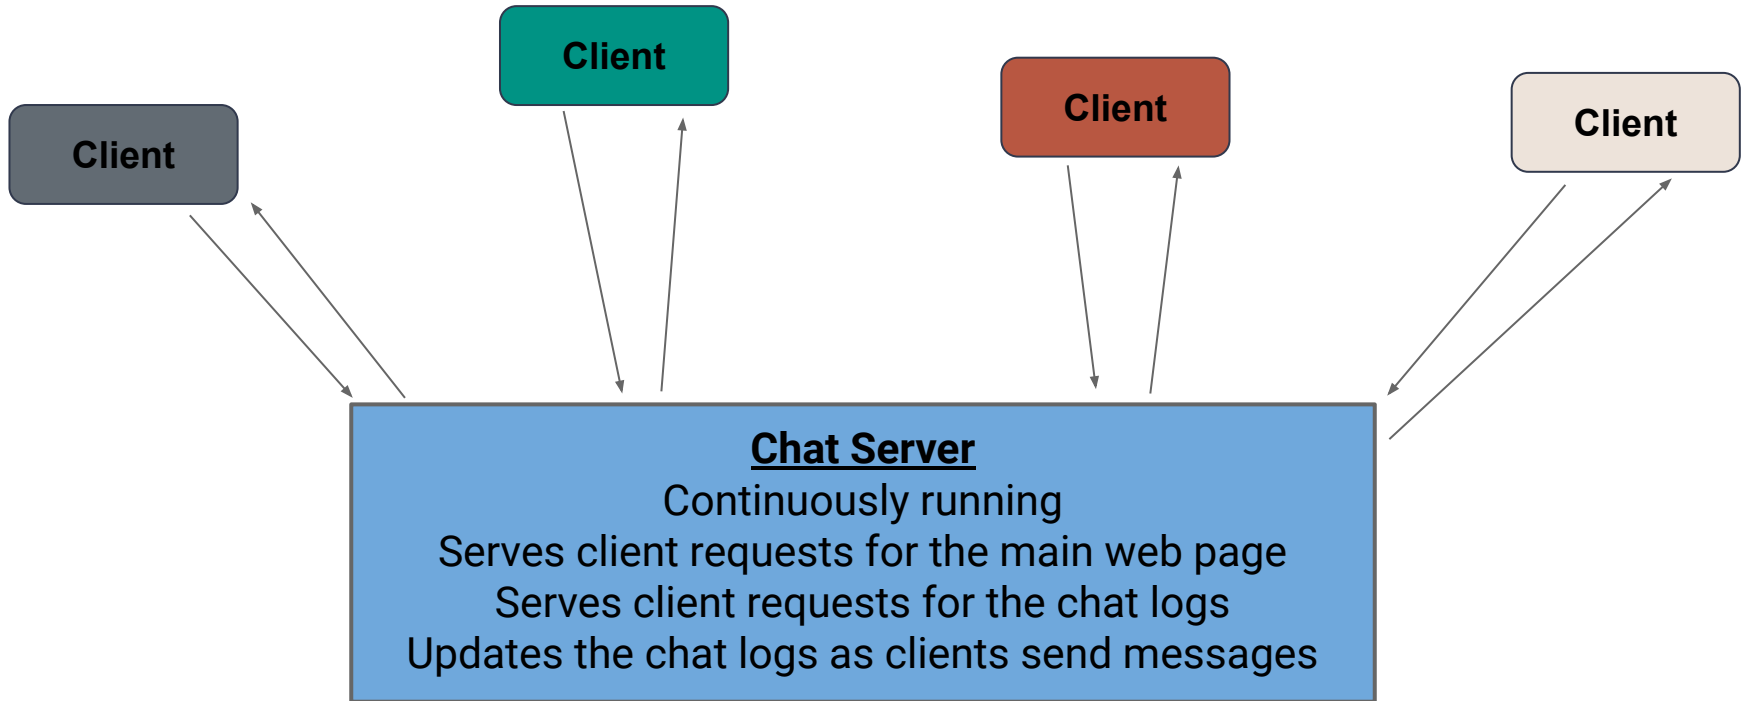 Client
Client
Client
Client
Chat Server
Continuously running
Serves client requests for the main web page
Serves client requests for the chat logs
Updates the chat logs as clients send messages